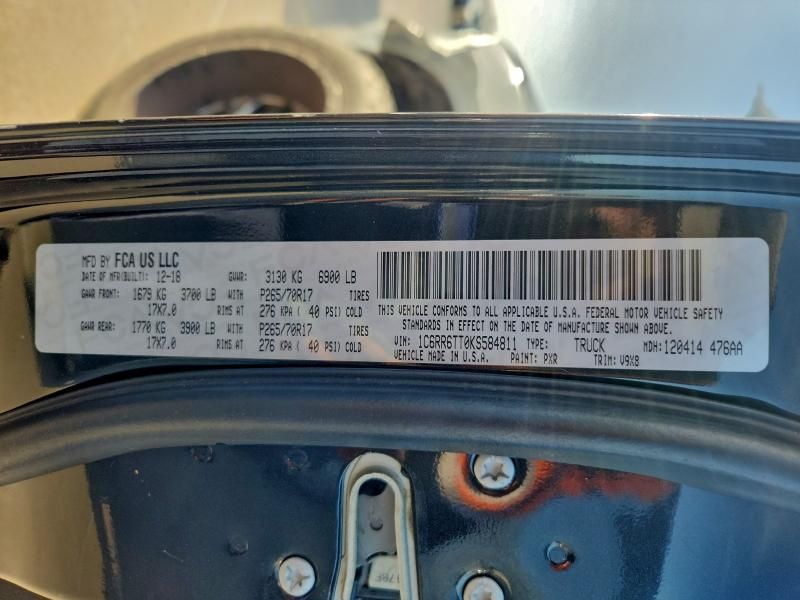 MFD BY FCA US LLC
DATE OF MFR(BUILT): 12-18 GVWR: 3130 KG 6900 LB
GAWR FRONT: 1679 KG 3700 LB WITH P265/70R17 TIRES
17X7.0 RIMS AT 276 KPA ( 40 PSI) COLD
GAWR REAR: 1770 KG 3900 LB WITH P265/70R17 TIRES
17X7.0 RIMS AT 276 KPA ( 40 PSI) COLD
THIS VEHICLE CONFORMS TO ALL APPLICABLE U.S.A. FEDERAL MOTOR VEHICLE SAFETY
STANDARDS IN EFFECT ON THE DATE OF MANUFACTURE SHOWN ABOVE.
VIN: 1C6RR6TT0KS584811 TYPE: TRUCK MDH: 120414 476AA
VEHICLE MADE IN U.S.A. PAINT: PXR TRIM: V9X8